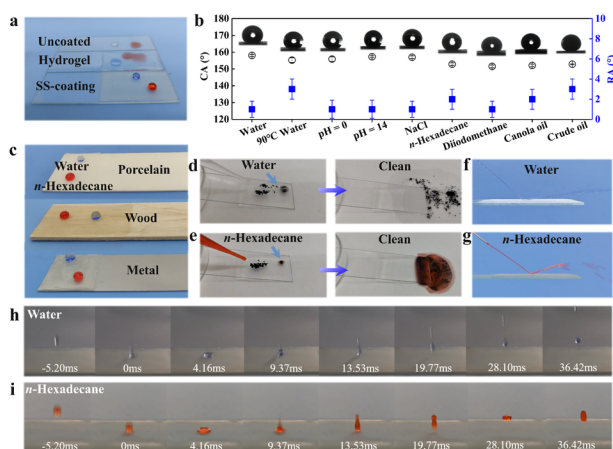 a
Uncoated
Hydrogel
SS-coating
b
CA (°)
180
170
160
150
140
130
120
RA (°)
10
8
6
4
2
0
Water
90°C Water
pH = 0
pH = 14
NaCl
n-Hexadecane
Diiodomethane
Canola oil
Crude oil
c
Water
n-Hexadecane
Porcelain
Wood
Metal
d
Water
Clean
e
n-Hexadecane
Clean
f
Water
g
n-Hexadecane
h
Water
-5.20ms 0ms 4.16ms 9.37ms 13.53ms 19.77ms 28.10ms 36.42ms
i
n-Hexadecane
-5.20ms 0ms 4.16ms 9.37ms 13.53ms 19.77ms 28.10ms 36.42ms